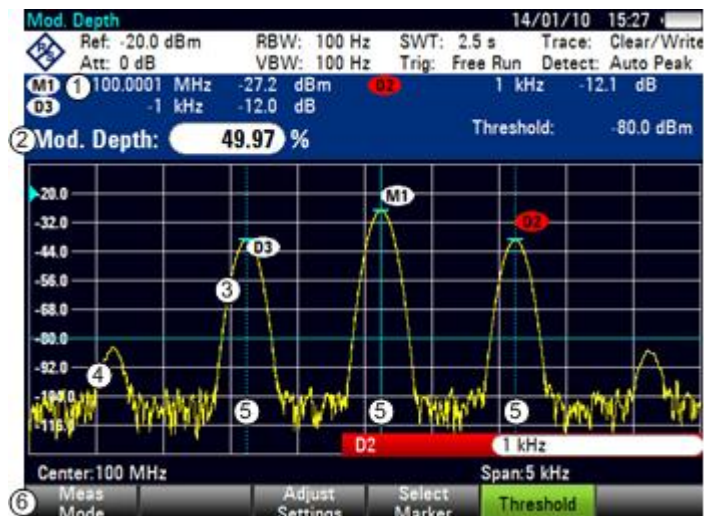 Mod. Depth 14/01/10 15:27
Ref: -20.0 dBm RBW: 100 Hz SWT: 2.5 s Trace: Clear/Write
Att: 0 dB VBW: 100 Hz Trig: Free Run Detect: Auto Peak
M1 1 100.0001 MHz -27.2 dBm D2 1 kHz -12.1 dB
D3 -1 kHz -12.0 dB
Threshold: -80.0 dBm
2 Mod. Depth: 49.97 %
-20.0
M1
-32.0
D2
D3
-44.0
-56.0
3
-68.0
-80.0
-92.0
4
5 5 5
-116.0
D2 1 kHz
Center:100 MHz Span:5 kHz
6 Meas Mode Adjust Settings Select Marker Threshold